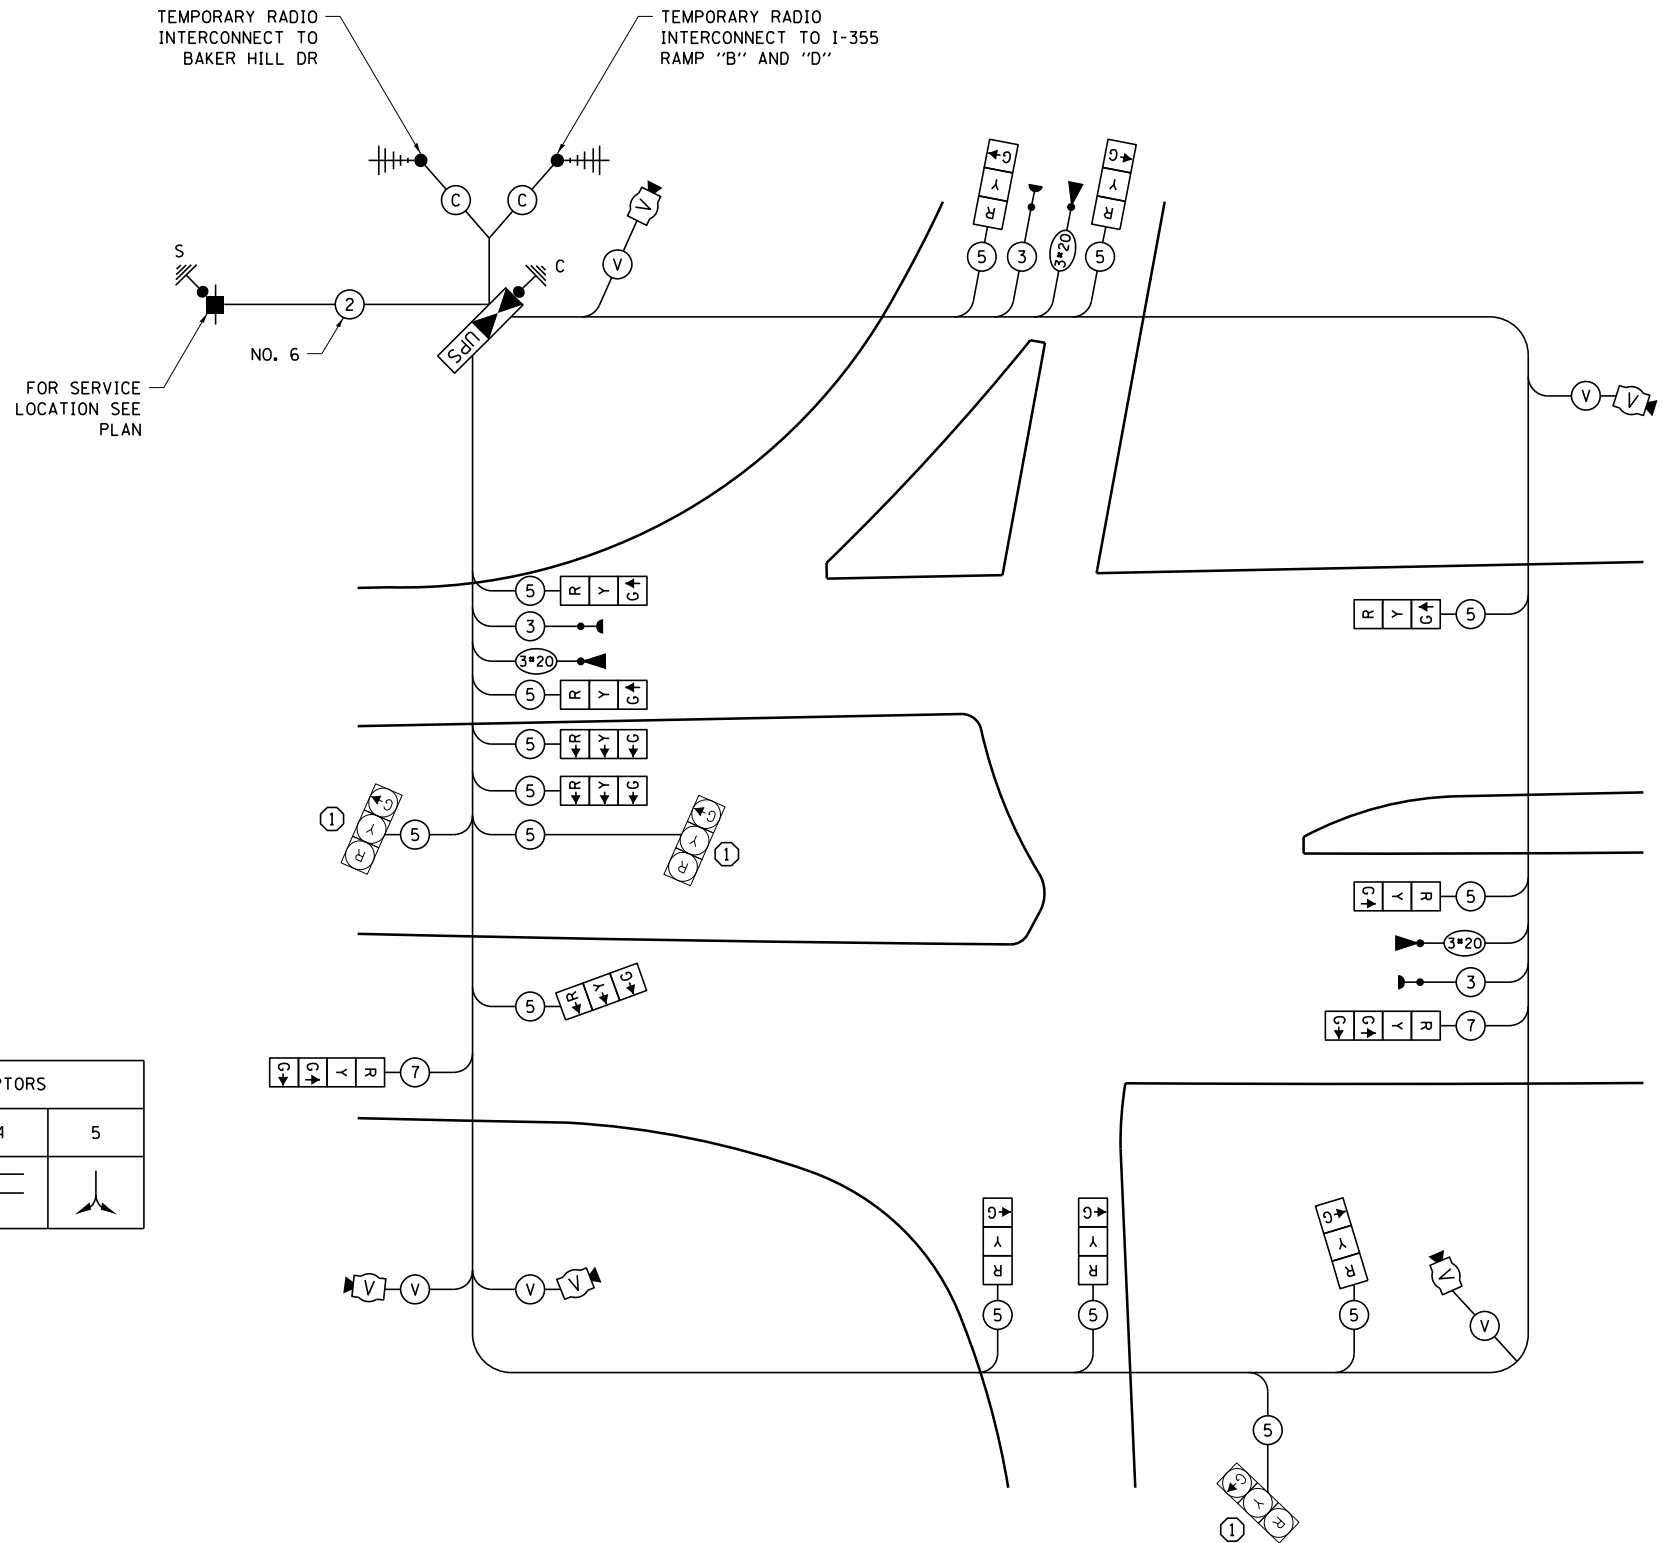 TEMPORARY RADIO
INTERCONNECT TO
BAKER HILL DR
TEMPORARY RADIO
INTERCONNECT TO I-355
RAMP "B" AND "D"
C
C
V
V
S
C
2
UPS
NO. 6
FOR SERVICE
LOCATION SEE
PLAN
G
Y
R
5
3
3#20
G
Y
R
5
V
V
5
R Y G
3
3#20
5
R Y G
R Y G
5
5
R Y G
5
R Y G
1
G
Y
R
5
5
G
Y
R
1
G Y R
5
3#20
3
G G Y R
7
5
R Y G
G G Y R
7
PTORS
5
V
V
V
V
G
Y
R
5
G
Y
R
5
G
Y
R
5
V
V
5
G
Y
R
1